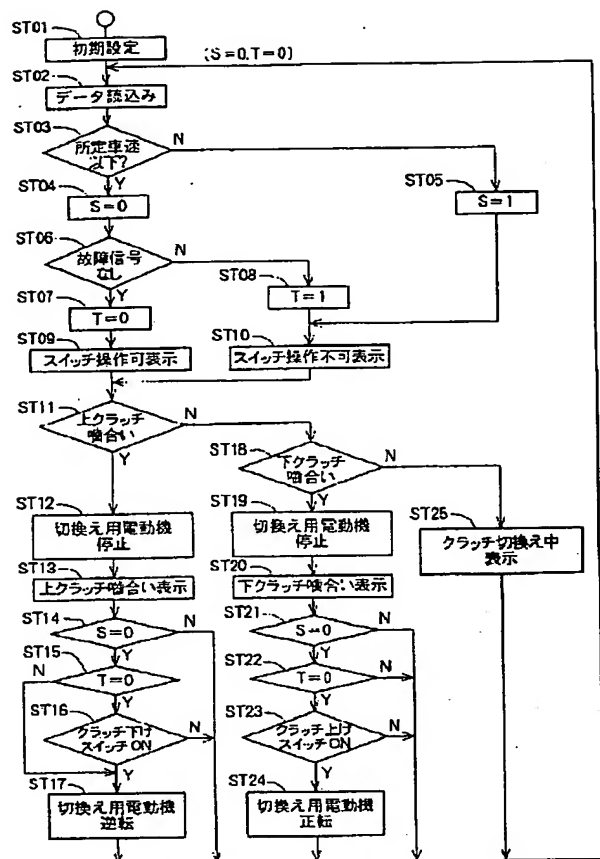 ST01
初期設定
(S=0.T=0)
ST02
データ読込み
ST03
所定車速
以下?
N
Y
ST04
S=0
ST05
S=1
ST06
故障信号
なし
N
Y
ST07
T=0
ST08
T=1
ST09
スイッチ操作可表示
ST10
スイッチ操作不可表示
ST11
上クラッチ
噛合い
N
Y
ST18
下クラッチ
噛合い
N
Y
ST12
切換え用電動機
停止
ST19
切換え用電動機
停止
ST25
クラッチ切換え中
表示
ST13
上クラッチ噛合い表示
ST20
下クラッチ噛合い表示
ST14
S=0
N
Y
ST21
S=0
N
Y
ST15
N
T=0
Y
ST22
T=0
N
Y
ST16
クラッチ下げ
スイッチON
N
Y
ST23
クラッチ上げ
スイッチON
N
Y
ST17
切換え用電動機
逆転
ST24
切換え用電動機
正転